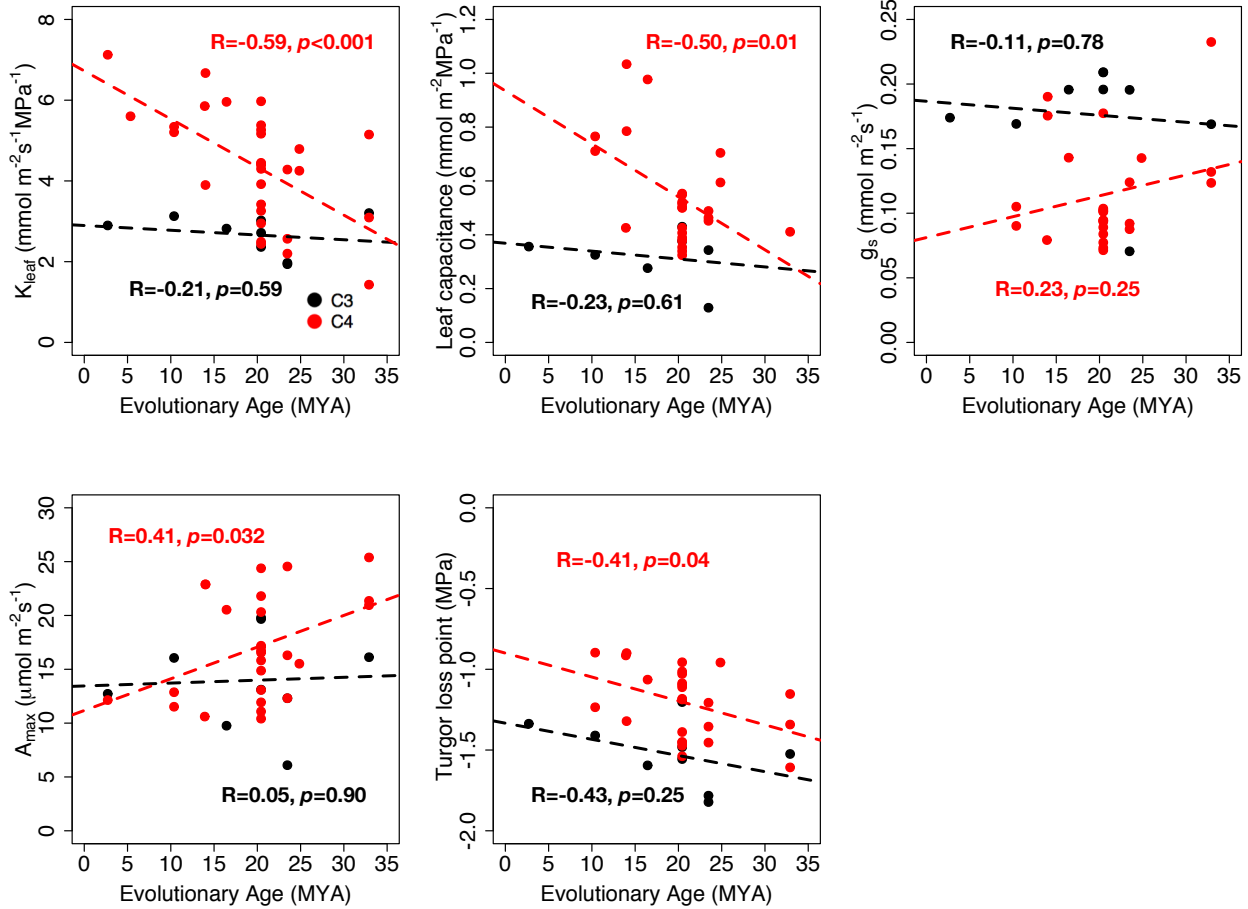 R=-0.59, p<0.001
R=-0.21, p=0.59
C3
C4
0 2 4 6 8
K leaf (mmol m-2s-1MPa-1)
0 5 10 15 20 25 30 35
Evolutionary Age (MYA)
R=-0.50, p=0.01
R=-0.23, p=0.61
0.0 0.2 0.4 0.6 0.8 1.0 1.2
Leaf capacitance (mmol m-2MPa-1)
0 5 10 15 20 25 30 35
Evolutionary Age (MYA)
R=-0.11, p=0.78
R=0.23, p=0.25
0.00 0.05 0.10 0.15 0.20 0.25
gs (mmol m-2s-1)
0 5 10 15 20 25 30 35
Evolutionary Age (MYA)
R=0.41, p=0.032
R=0.05, p=0.90
0 5 10 15 20 25 30
Amax (μmol m-2s-1)
0 5 10 15 20 25 30 35
Evolutionary Age (MYA)
R=-0.41, p=0.04
R=-0.43, p=0.25
-2.0 -1.5 -1.0 -0.5 0.0
Turgor loss point (MPa)
0 5 10 15 20 25 30 35
Evolutionary Age (MYA)